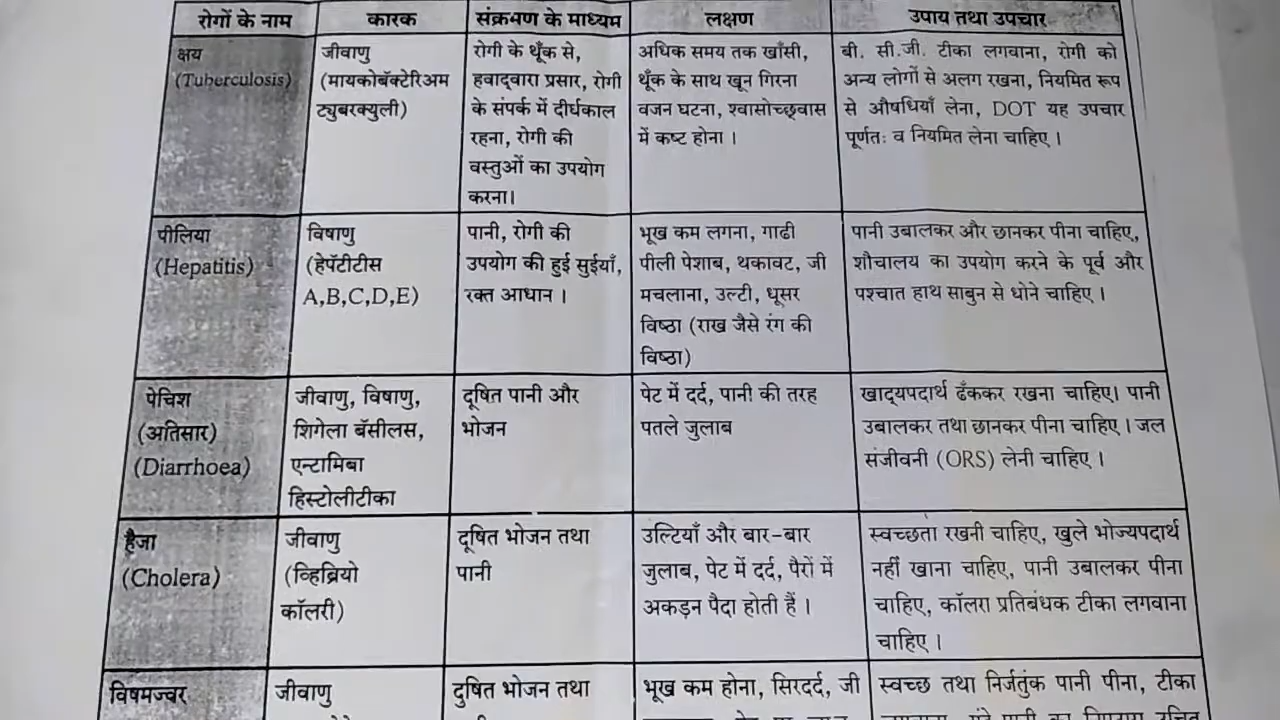 रोगों के नाम
कारक
संक्रमण के माध्यम
लक्षण
उपाय तथा उपचार
क्षय
(Tuberculosis)
जीवाणु
(मायकोबॅक्टेरिअम
ट्युबरक्युली)
रोगी के थूँक से,
हवाद्वारा प्रसार, रोगी
के संपर्क में दीर्घकाल
रहना, रोगी की
वस्तुओं का उपयोग
करना।
अधिक समय तक खाँसी,
थूँक के साथ खून गिरना
वजन घटना, श्वासोच्छ्वास
में कष्ट होना ।
बी. सी.जी. टीका लगवाना, रोगी को
अन्य लोगों से अलग रखना, नियमित रूप
से औषधियाँ लेना, DOT यह उपचार
पूर्णतः व नियमित लेना चाहिए ।
पीलिया
(Hepatitis)
विषाणु
(हेपॅटीटीस
A,B,C,D,E)
पानी, रोगी की
उपयोग की हुई सुईयाँ,
रक्त आधान ।
भूख कम लगना, गाढी
पीली पेशाब, थकावट, जी
मचलाना, उल्टी, धूसर
विष्ठा (राख जैसे रंग की
विष्ठा)
पानी उबालकर और छानकर पीना चाहिए,
शौचालय का उपयोग करने के पूर्व और
पश्चात हाथ साबुन से धोने चाहिए ।
पेचिश
(अतिसार)
(Diarrhoea)
जीवाणु, विषाणु,
शिगेला बॅसीलस,
एन्टामिबा
हिस्टोलीटीका
दूषित पानी और
भोजन
पेट में दर्द, पानी की तरह
पतले जुलाब
खाद्यपदार्थ ढँककर रखना चाहिए। पानी
उबालकर तथा छानकर पीना चाहिए । जल
संजीवनी (ORS) लेनी चाहिए ।
हैजा
(Cholera)
जीवाणु
(व्हिब्रियो
कॉलरी)
दूषित भोजन तथा
पानी
उल्टियाँ और बार-बार
जुलाब, पेट में दर्द, पैरों में
अकड़न पैदा होती हैं ।
स्वच्छता रखनी चाहिए, खुले भोज्यपदार्थ
नहीं खाना चाहिए, पानी उबालकर पीना
चाहिए, कॉलरा प्रतिबंधक टीका लगवाना
चाहिए ।
विषमज्वर
जीवाणु
दुषित भोजन तथा
भूख कम होना, सिरदर्द, जी
स्वच्छ तथा निर्जतुंक पानी पीना, टीका